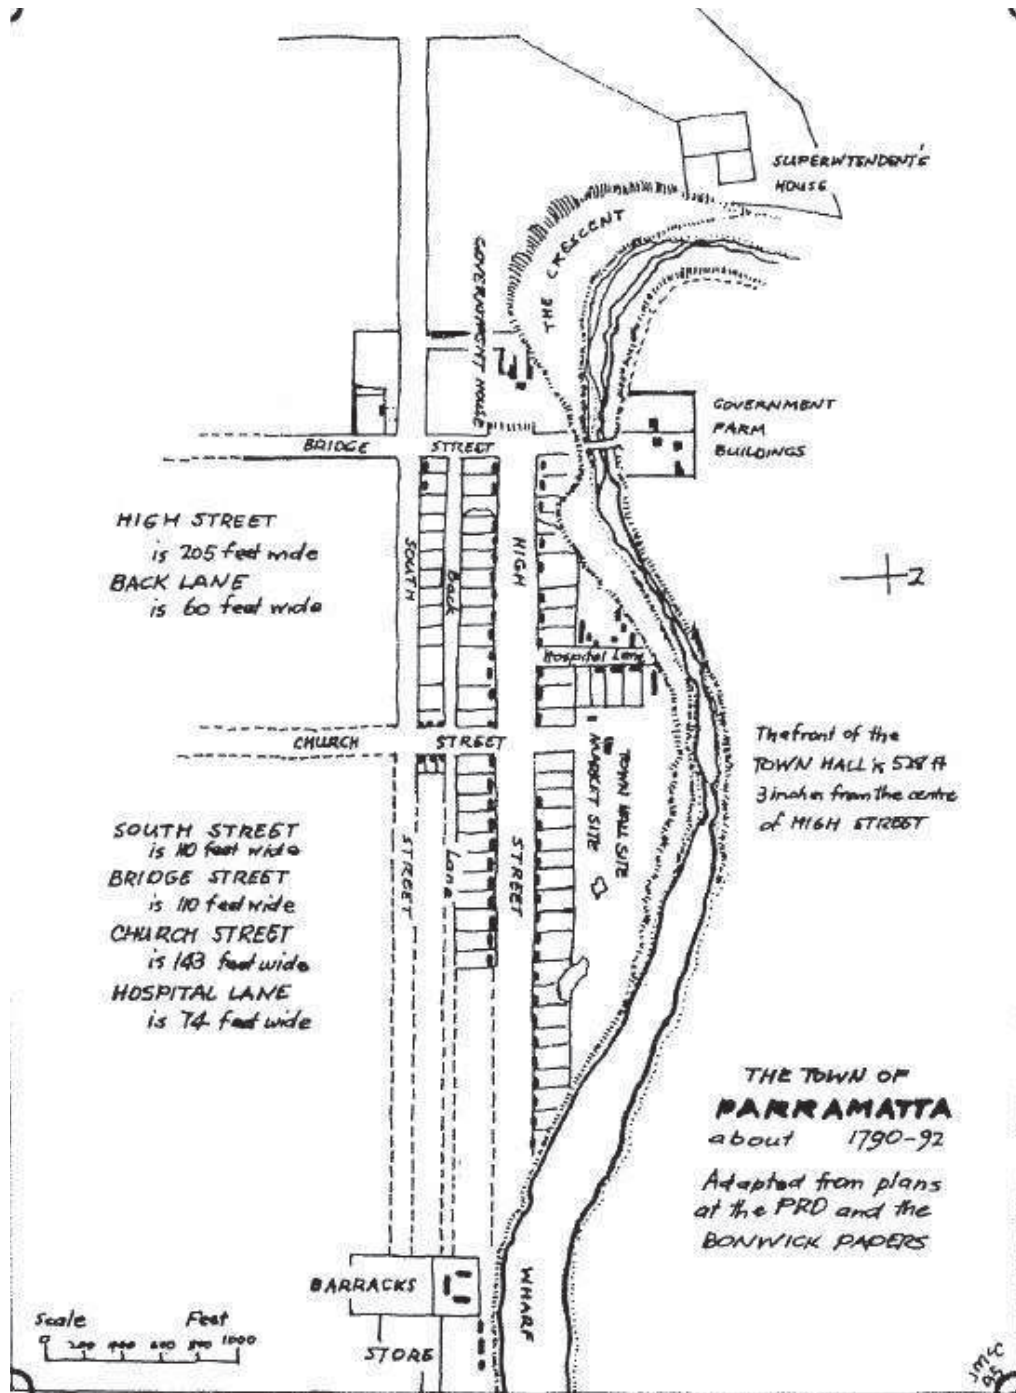 SUPERINTENDENT'S
HOUSE
THE CRESCENT
GOVERNMENT HOUSE
GOVERNMENT
FARM
BUILDINGS
BRIDGE STREET
HIGH STREET
is 205 feet wide
BACK LANE
is 60 feet wide
SOUTH
Back
HIGH
Hospital Lane
CHURCH STREET
The front of the
TOWN HALL is 528 ft
3 inches from the centre
of HIGH STREET
MARKET SITE
TOWN HALL SITE
STREET
Lane
STREET
SOUTH STREET
is 110 feet wide
BRIDGE STREET
is 110 feet wide
CHURCH STREET
is 143 feet wide
HOSPITAL LANE
is 74 feet wide
THE TOWN OF
PARRAMATTA
about 1790-92
Adapted from plans
at the PRO and the
BONWICK PAPERS
BARRACKS
WHARF
STORE
Scale Feet
0 200 400 600 800 1000
JMcC
95